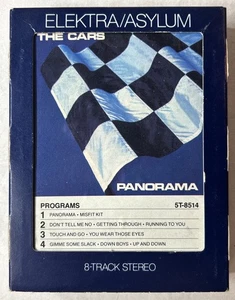 ELEKTRA/ASYLUM
THE CARS
PANORAMA
PROGRAMS 5T-8514
1 PANORAMA • MISFIT KIT
2 DON'T TELL ME NO • GETTING THROUGH • RUNNING TO YOU
3 TOUCH AND GO • YOU WEAR THOSE EYES
4 GIMME SOME SLACK • DOWN BOYS • UP AND DOWN
8-TRACK STEREO